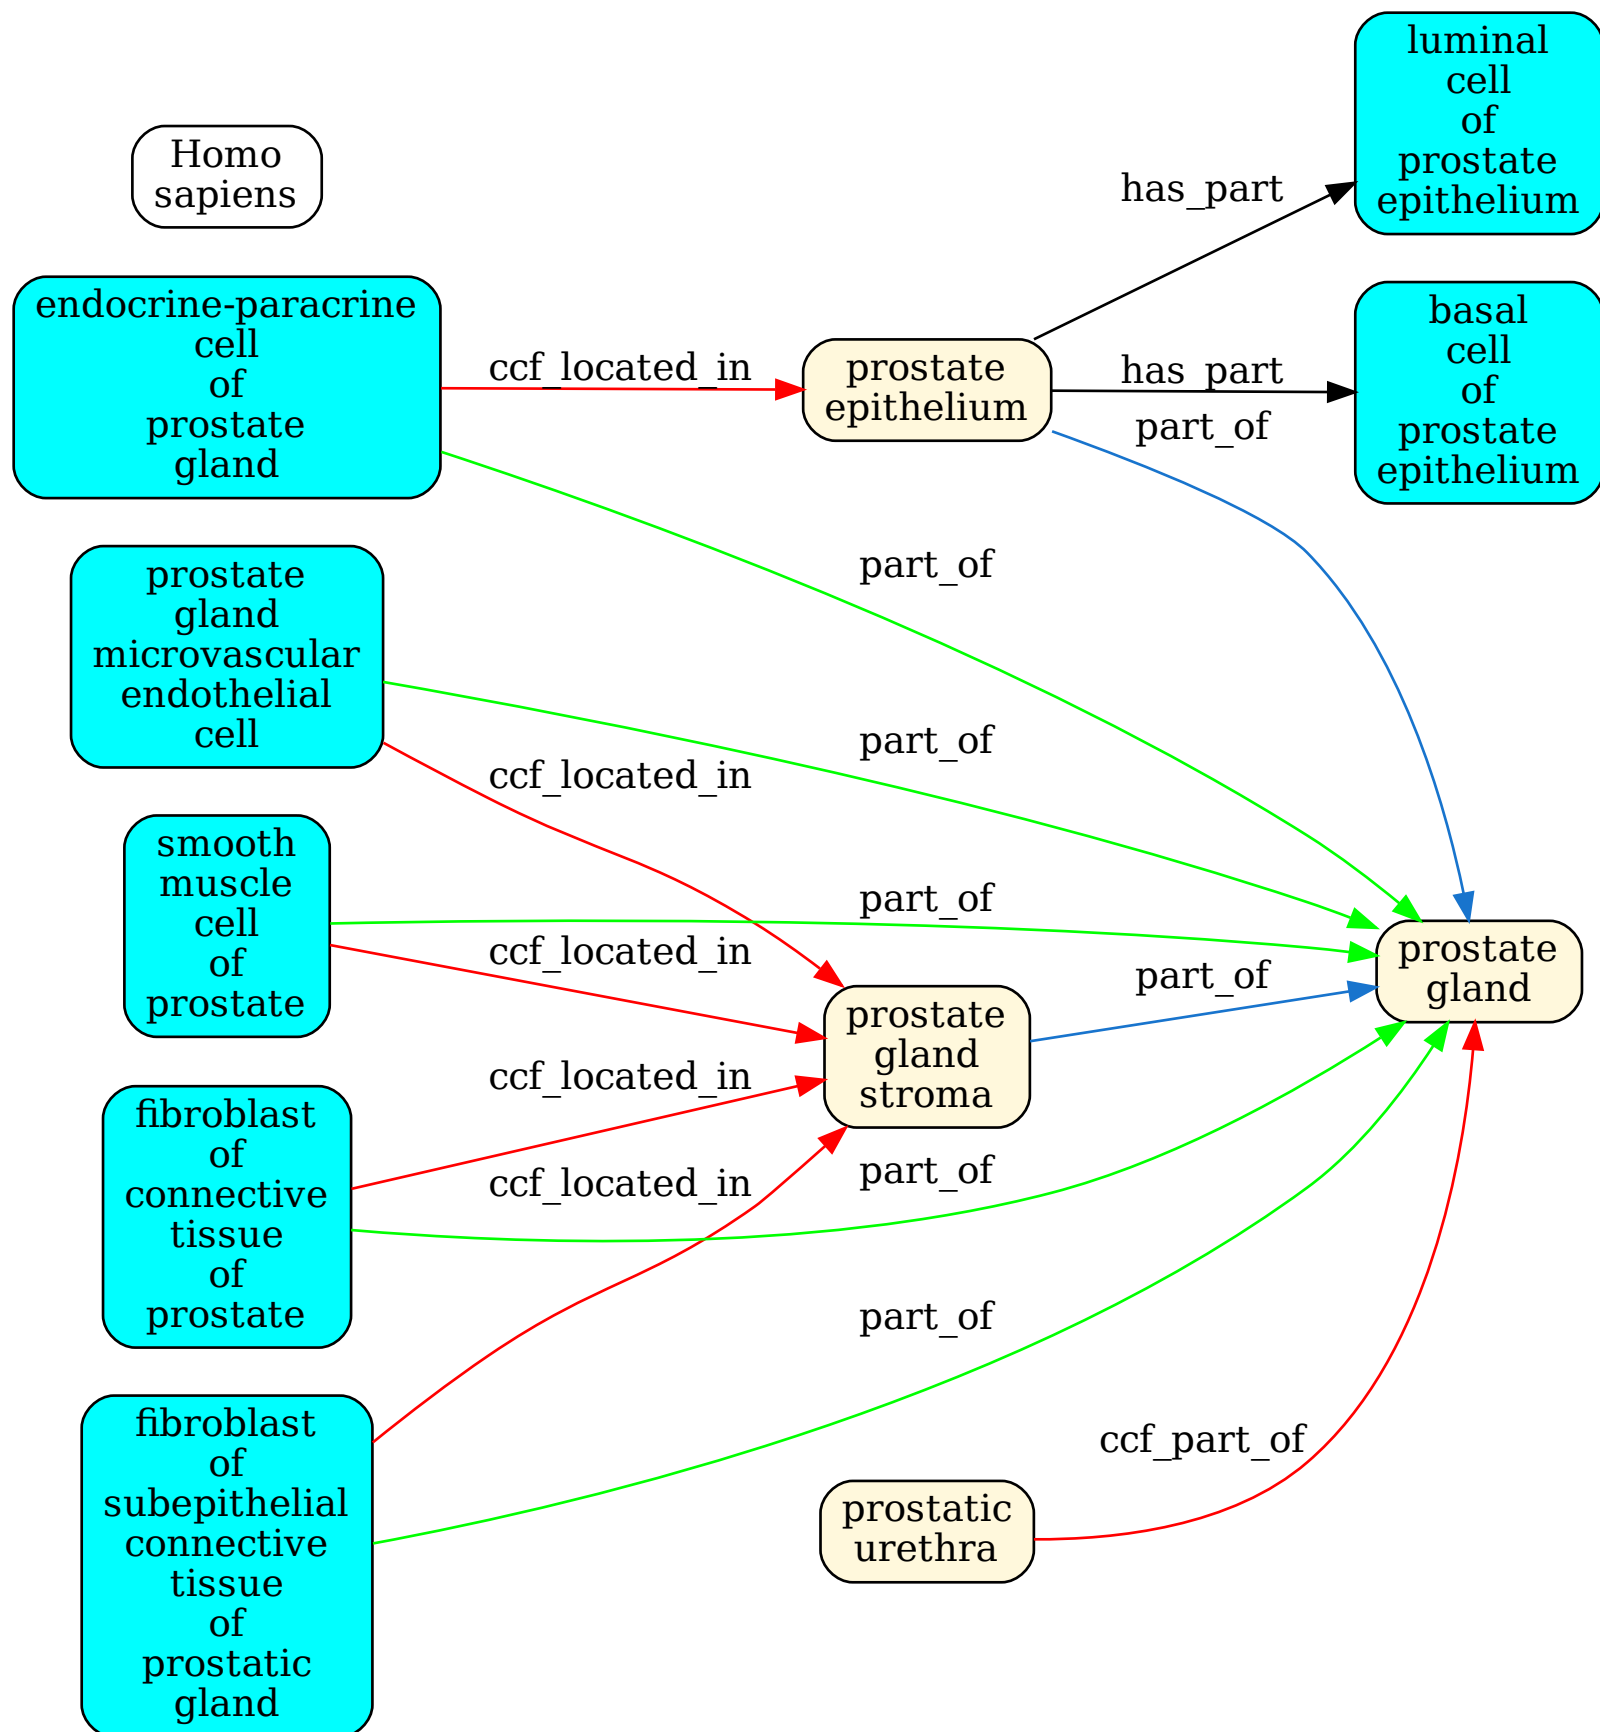 Homo
sapiens
endocrine-paracrine
cell
of
prostate
gland
prostate
gland
microvascular
endothelial
cell
smooth
muscle
cell
of
prostate
fibroblast
of
connective
tissue
of
prostate
fibroblast
of
subepithelial
connective
tissue
of
prostatic
gland
ccf_located_in
ccf_located_in
ccf_located_in
ccf_located_in
ccf_located_in
prostate
epithelium
part_of
part_of
part_of
prostate
gland
stroma
part_of
part_of
prostatic
urethra
has_part
has_part
part_of
part_of
ccf_part_of
luminal
cell
of
prostate
epithelium
basal
cell
of
prostate
epithelium
prostate
gland